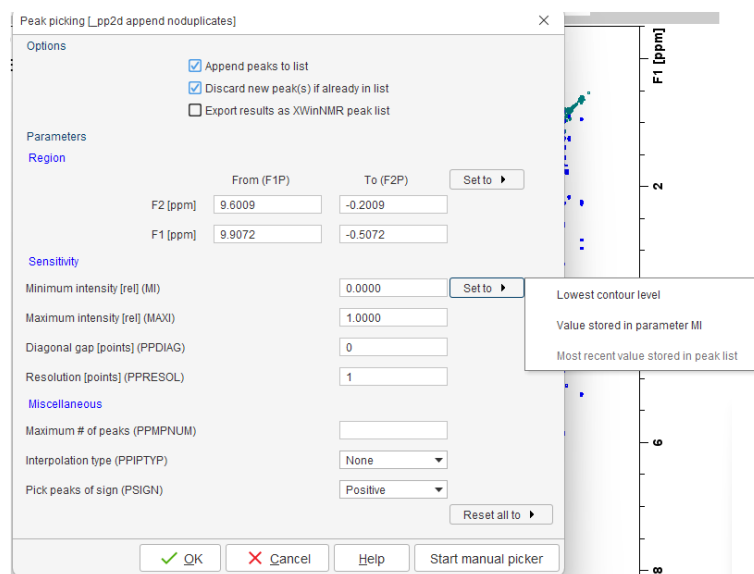 Peak picking [_pp2d append noduplicates]
Options
Append peaks to list
Discard new peak(s) if already in list
Export results as XWinNMR peak list
Parameters
Region
From (F1P) To (F2P) Set to
F2 [ppm] 9.6009 -0.2009
F1 [ppm] 9.9072 -0.5072
Sensitivity
Minimum intensity [rel] (MI) 0.0000 Set to
Maximum intensity [rel] (MAXI) 1.0000
Diagonal gap [points] (PPDIAG) 0
Resolution [points] (PPRESOL) 1
Miscellaneous
Maximum # of peaks (PPMPNUM)
Interpolation type (PPIPTYP) None
Pick peaks of sign (PSIGN) Positive
Reset all to
OK Cancel Help Start manual picker
Lowest contour level
Value stored in parameter MI
Most recent value stored in peak list
F1 [ppm]
2
6
8